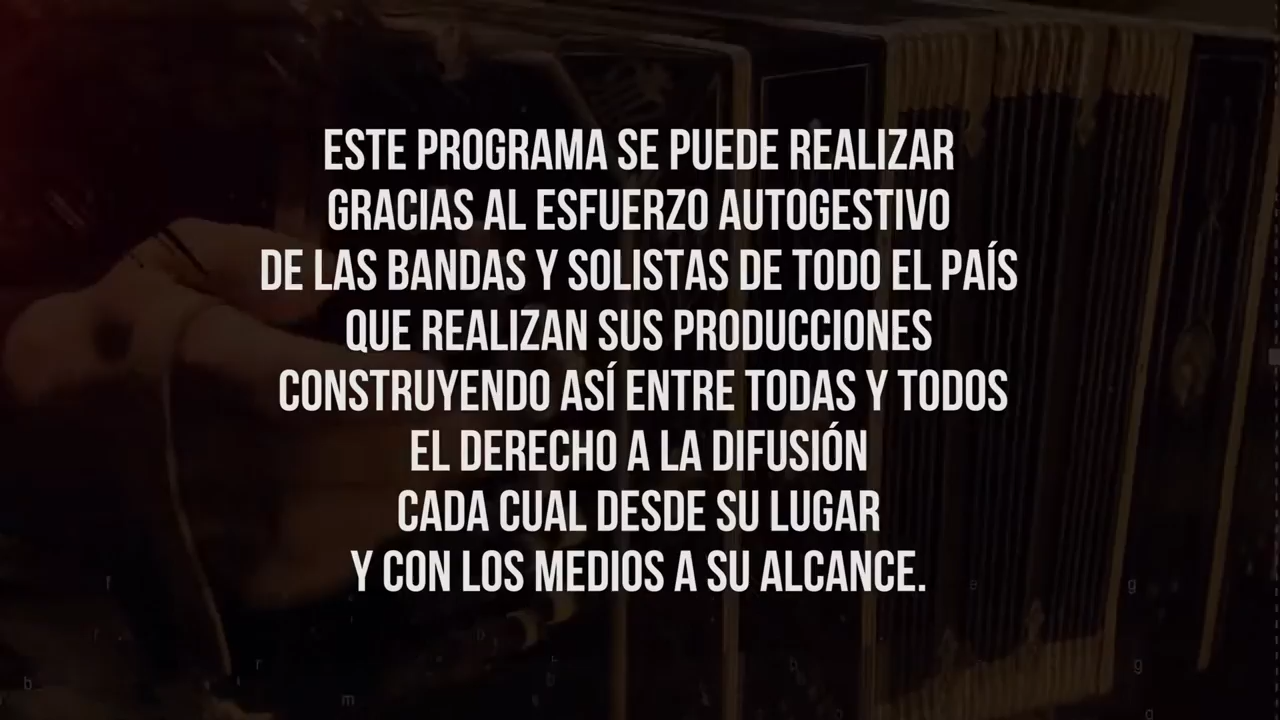 ESTE PROGRAMA SE PUEDE REALIZAR
GRACIAS AL ESFUERZO AUTOGESTIVO
DE LAS BANDAS Y SOLISTAS DE TODO EL PAÍS
QUE REALIZAN SUS PRODUCCIONES
CONSTRUYENDO ASÍ ENTRE TODAS Y TODOS
EL DERECHO A LA DIFUSIÓN
CADA CUAL DESDE SU LUGAR
Y CON LOS MEDIOS A SU ALCANCE.